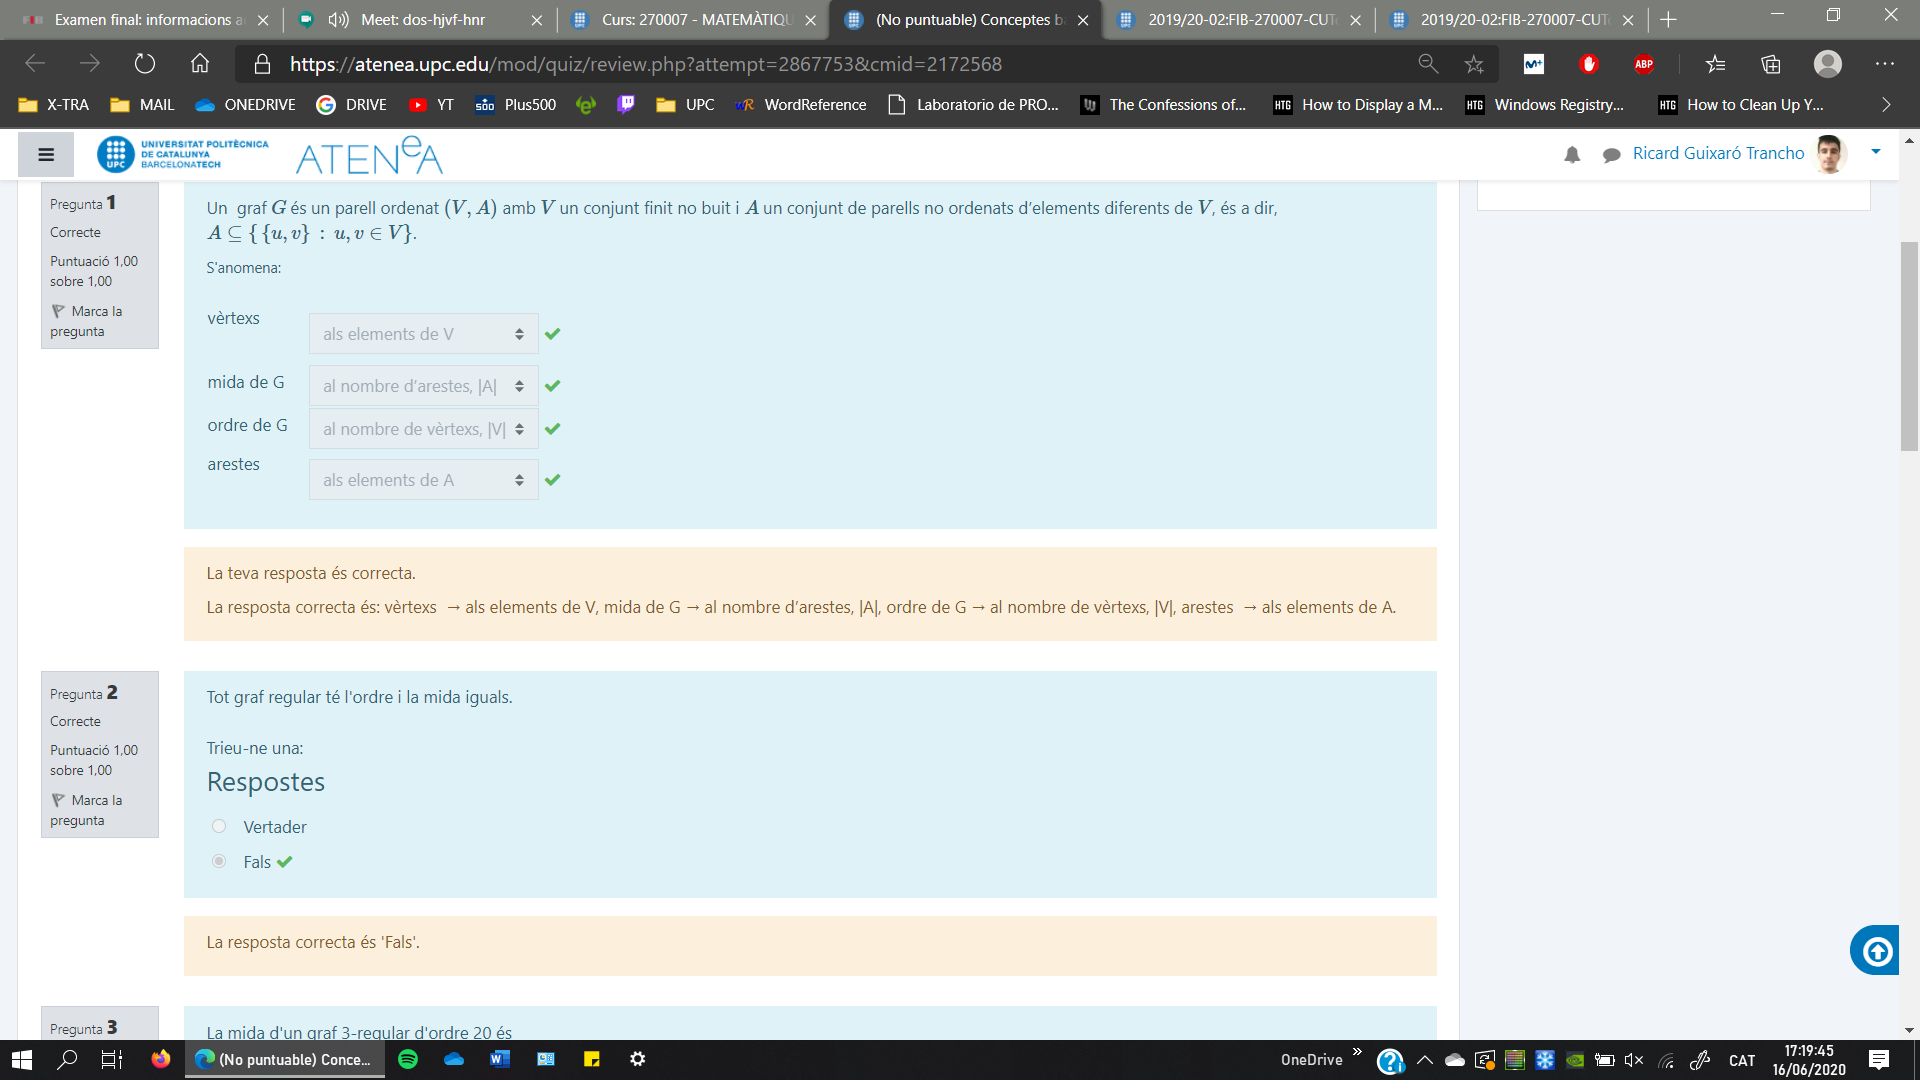 Examen final: informacions a
Meet: dos-hjvf-hnr
Curs: 270007 - MATEMÀTIQU
(No puntuable) Conceptes b
2019/20-02:FIB-270007-CUT
2019/20-02:FIB-270007-CUT
https://atenea.upc.edu/mod/quiz/review.php?attempt=2867753&cmid=2172568
ABP
X-TRA
MAIL
ONEDRIVE
DRIVE
YT
Plus500
UPC
WordReference
Laboratorio de PRO...
The Confessions of...
HTG How to Display a M...
HTG Windows Registry...
HTG How to Clean Up Y...
UPC
UNIVERSITAT POLITÈCNICA
DE CATALUNYA
BARCELONATECH
ATENeA
Ricard Guixaró Trancho
Pregunta 1
Correcte
Puntuació 1,00
sobre 1,00
Marca la
pregunta
Un graf G és un parell ordenat (V, A) amb V un conjunt finit no buit i A un conjunt de parells no ordenats d’elements diferents de V, és a dir,
A ⊆ { {u, v} : u, v ∈ V}.
S'anomena:
vèrtexs als elements de V
mida de G al nombre d’arestes, |A|
ordre de G al nombre de vèrtexs, |V|
arestes als elements de A
La teva resposta és correcta.
La resposta correcta és: vèrtexs → als elements de V, mida de G → al nombre d’arestes, |A|, ordre de G → al nombre de vèrtexs, |V|, arestes → als elements de A.
Pregunta 2
Correcte
Puntuació 1,00
sobre 1,00
Marca la
pregunta
Tot graf regular té l'ordre i la mida iguals.
Trieu-ne una:
Respostes
Vertader
Fals
La resposta correcta és 'Fals'.
Pregunta 3
La mida d'un graf 3-regular d'ordre 20 és
(No puntuable) Conce...
OneDrive
CAT
17:19:45
16/06/2020